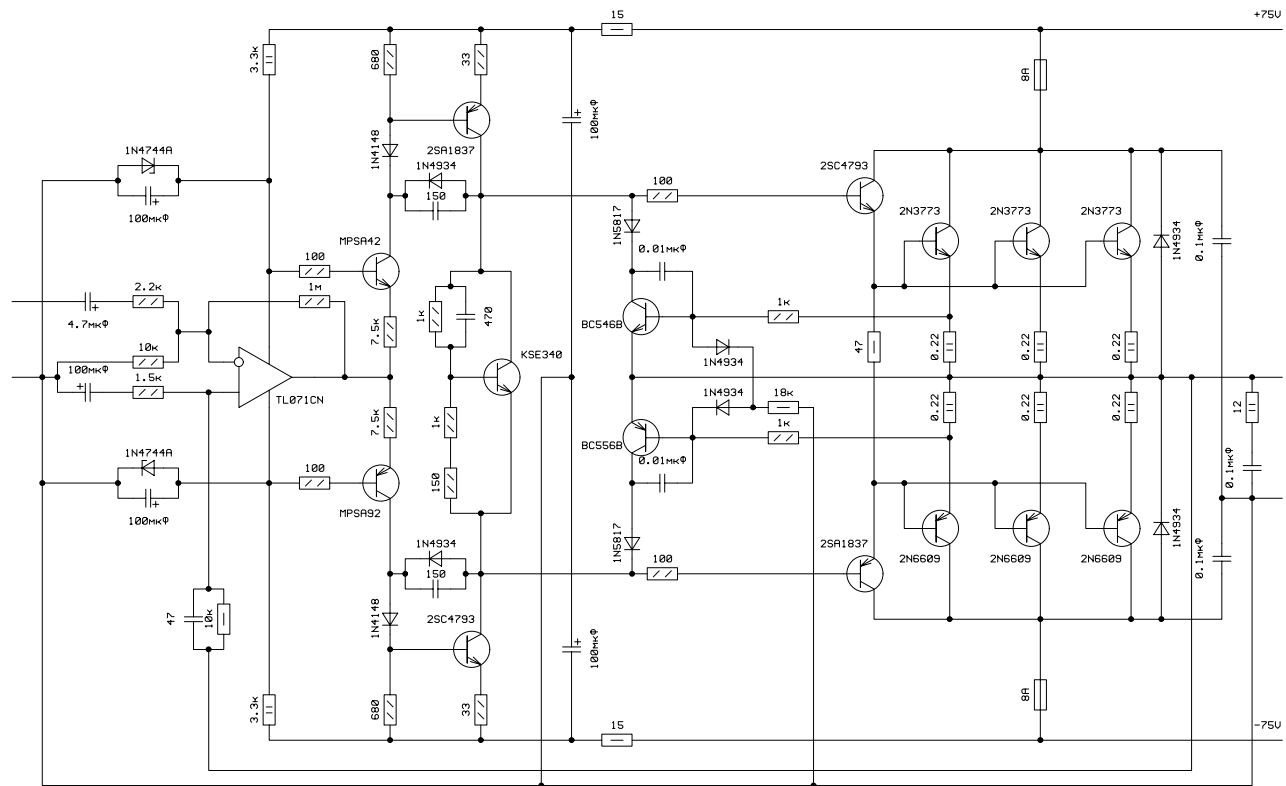 15
+75V
3.3к
680
33
8A
100мкФ
1N4148
2SA1837
1N4744A
1N4934
150
100мкФ
100
2SC4793
1N5817
2N3773
2N3773
2N3773
MPSA42
0.01мкФ
1N4934
0.1мкФ
100
2.2к
1м
4.7мкФ
1к
470
7.5к
BC546B
1к
10к
KSE340
47
0.22
0.22
0.22
100мкФ
1.5к
1N4934
TL071CN
1N4934
18к
0.22
0.22
0.22
12
7.5к
1к
BC556B
1к
1N4744A
100
150
0.01мкФ
0.1мкФ
100мкФ
MPSA92
1N4934
150
1N5817
100
2SA1837
2N6609
2N6609
2N6609
1N4934
0.1мкФ
47
10к
1N4148
2SC4793
100мкФ
3.3к
680
33
8A
15
-75V